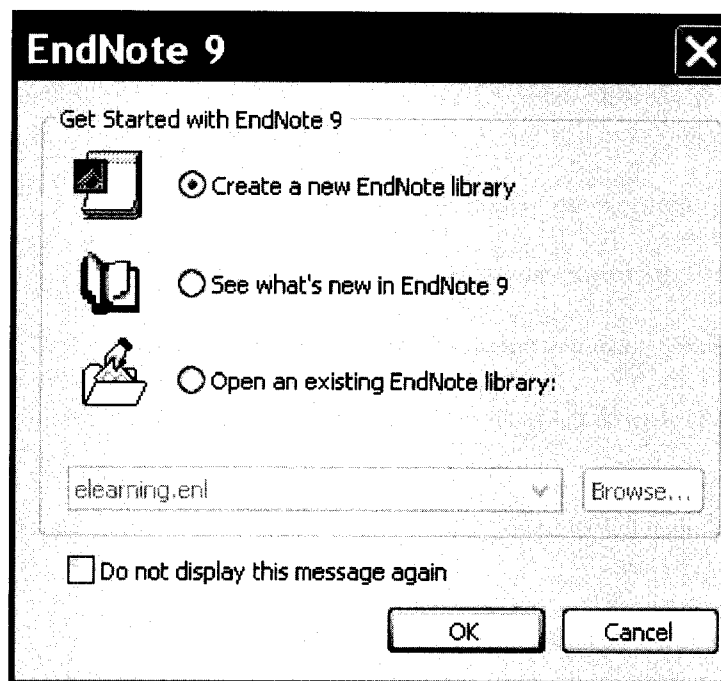 EndNote 9
Get Started with EndNote 9
Create a new EndNote library
See what's new in EndNote 9
Open an existing EndNote library:
elearning.enl
Browse...
Do not display this message again
OK
Cancel